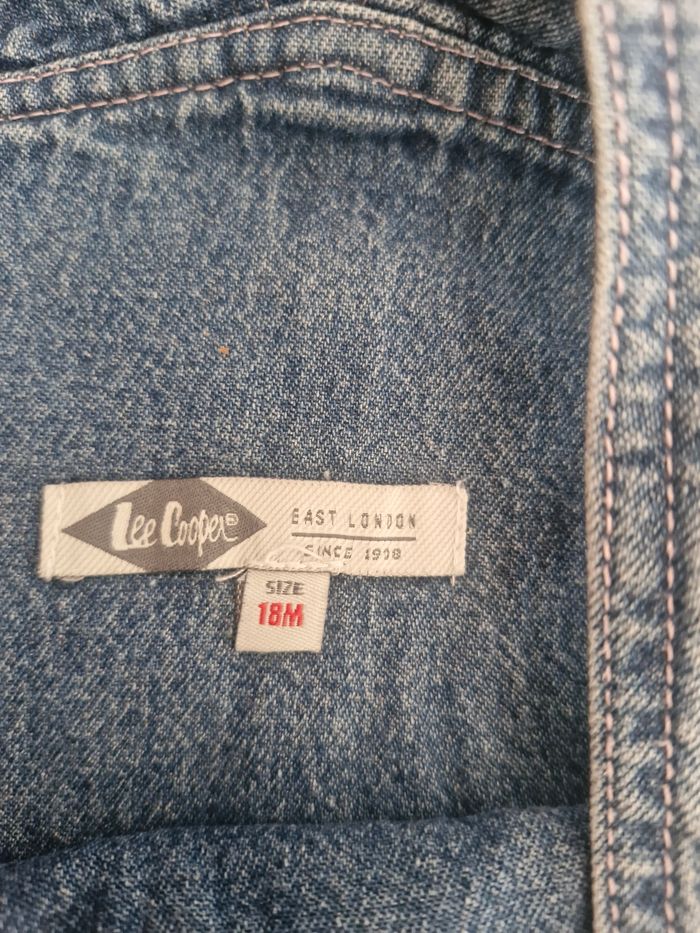 Lee Cooper
EAST LONDON
SINCE 1908
SIZE
18M